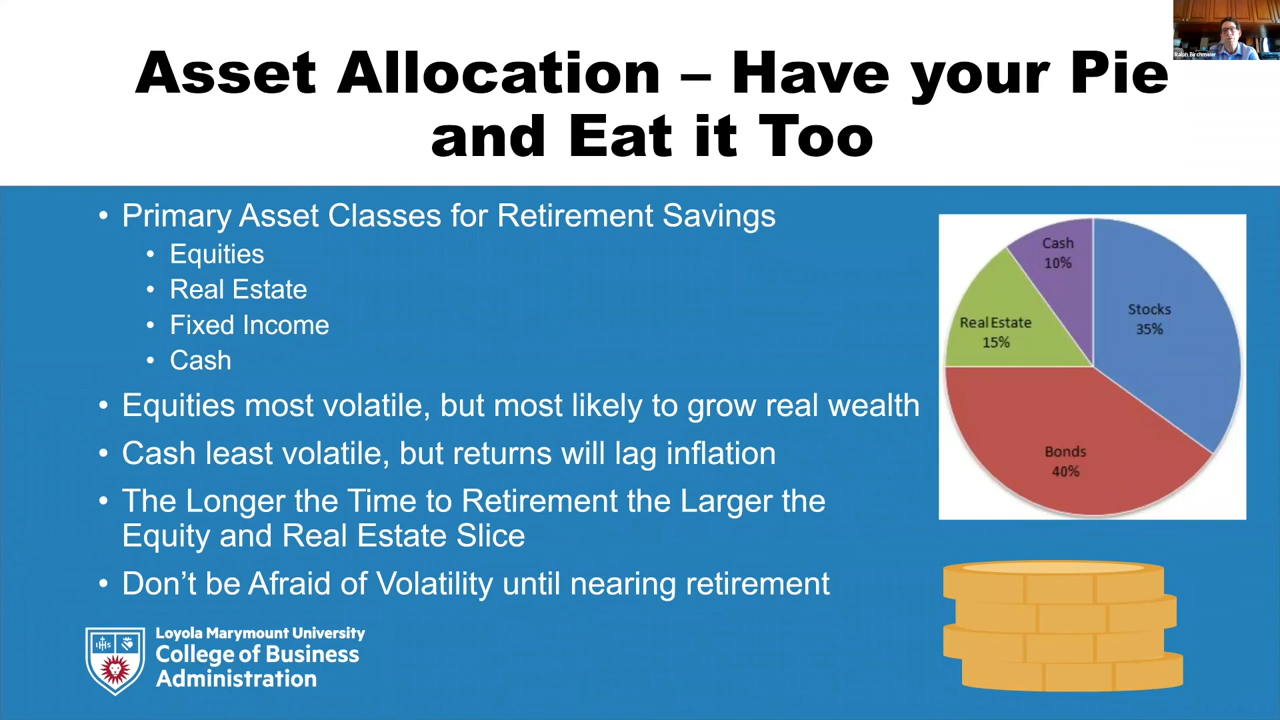 Ralph Birchmeier
Asset Allocation – Have your Pie
and Eat it Too
• Primary Asset Classes for Retirement Savings
• Equities
• Real Estate
• Fixed Income
• Cash
• Equities most volatile, but most likely to grow real wealth
• Cash least volatile, but returns will lag inflation
• The Longer the Time to Retirement the Larger the
Equity and Real Estate Slice
• Don’t be Afraid of Volatility until nearing retirement
Cash
10%
Stocks
35%
Real Estate
15%
Bonds
40%
IHS
Loyola Marymount University
College of Business
Administration